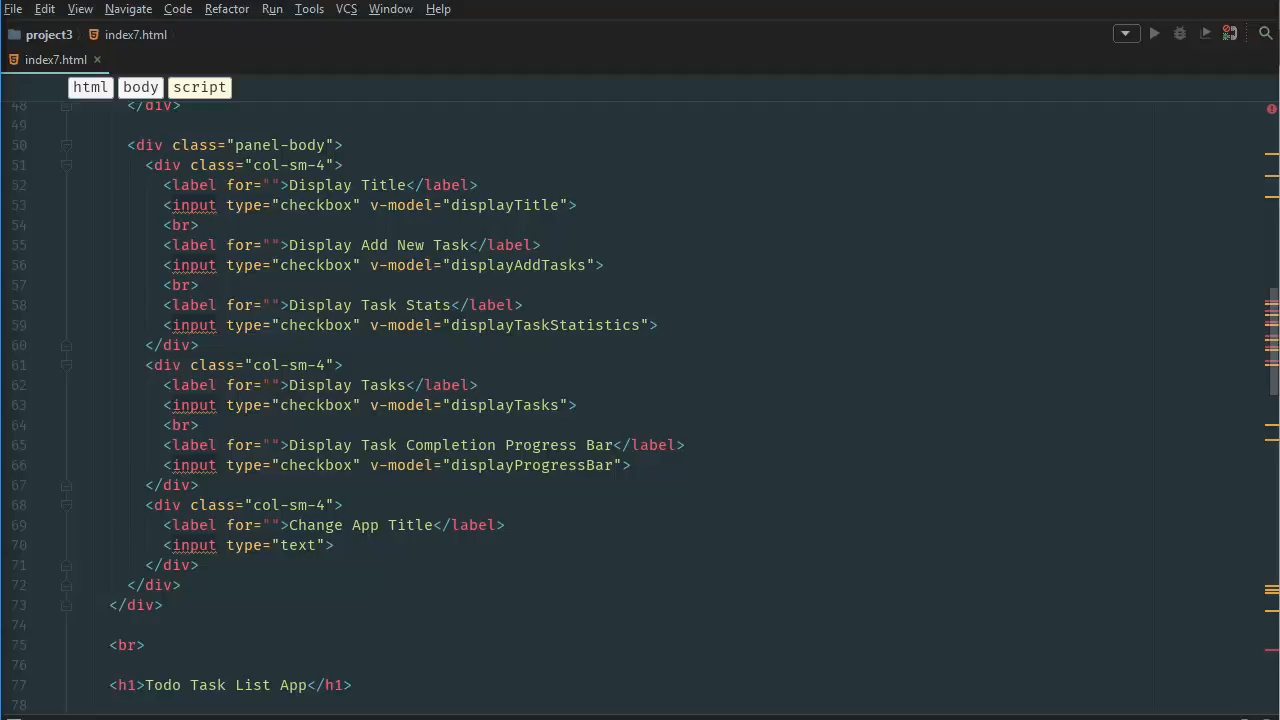 File Edit View Navigate Code Refactor Run Tools VCS Window Help
project3 index7.html
index7.html ×
html body script
48 </div>
49
50 <div class="panel-body">
51 <div class="col-sm-4">
52 <label for="">Display Title</label>
53 <input type="checkbox" v-model="displayTitle">
54 <br>
55 <label for="">Display Add New Task</label>
56 <input type="checkbox" v-model="displayAddTasks">
57 <br>
58 <label for="">Display Task Stats</label>
59 <input type="checkbox" v-model="displayTaskStatistics">
60 </div>
61 <div class="col-sm-4">
62 <label for="">Display Tasks</label>
63 <input type="checkbox" v-model="displayTasks">
64 <br>
65 <label for="">Display Task Completion Progress Bar</label>
66 <input type="checkbox" v-model="displayProgressBar">
67 </div>
68 <div class="col-sm-4">
69 <label for="">Change App Title</label>
70 <input type="text">
71 </div>
72 </div>
73 </div>
74
75 <br>
76
77 <h1>Todo Task List App</h1>
78